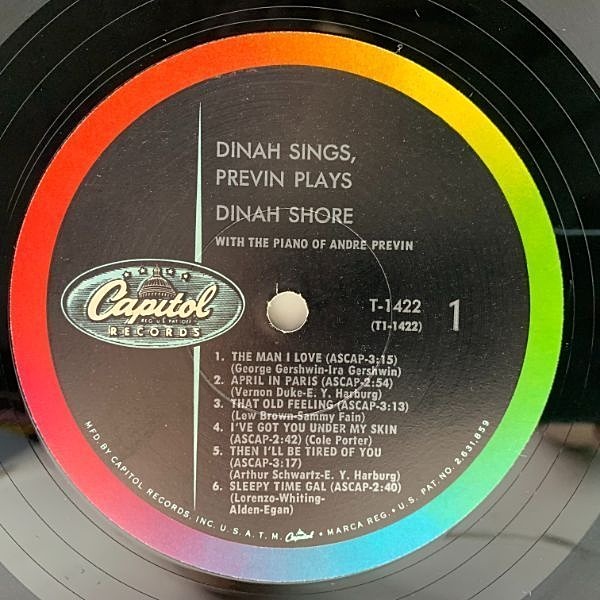 DINAH SINGS,
PREVIN PLAYS
DINAH SHORE
WITH THE PIANO OF ANDRE PREVIN
Capitol
REG. U.S. PAT. OFF.
RECORDS
T-1422
(T1-1422)
1
1. THE MAN I LOVE (ASCAP-3:15)
(George Gershwin-Ira Gershwin)
2. APRIL IN PARIS (ASCAP-2:54)
(Vernon Duke-E. Y. Harburg)
3. THAT OLD FEELING (ASCAP-3:13)
(Lew Brown-Sammy Fain)
4. I'VE GOT YOU UNDER MY SKIN
(ASCAP-2:42) (Cole Porter)
5. THEN I'LL BE TIRED OF YOU
(ASCAP-3:17)
(Arthur Schwartz-E. Y. Harburg)
6. SLEEPY TIME GAL (ASCAP-2:40)
(Lorenzo-Whiting-
Alden-Egan)
MFD. BY CAPITOL RECORDS, INC. U. S. A. T. M. Capitol • MARCA REG. • U. S. PAT. NO. 2,631,859